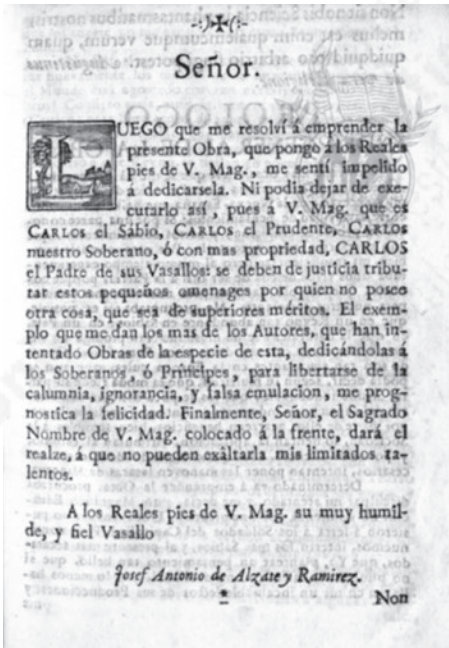 -:)✠(:-
Señor.
LUEGO que me resolví á emprender la
presente Obra, que pongo á los Reales
pies de V. Mag., me sentí impelido
á dedicarsela. Ni podia dejar de exe-
cutarlo así, pues á V. Mag. que es
CARLOS el Sábio, CARLOS el Prudente, CARLOS
nuestro Soberano, ó con mas propriedad, CARLOS
el Padre de sus Vasallos: se deben de justicia tribu-
tar estos pequeños omenages por quien no posee
otra cosa, que sea de superiores méritos. El exem-
plo que me dan los mas de los Autores, que han in-
tentado Obras de la especie de esta, dedicándolas á
los Soberanos, ó Príncipes, para libertarse de la
calumnia, ignorancia, y falsa emulacion, me prog-
nostica la felicidad. Finalmente, Señor, el Sagrado
Nombre de V. Mag. colocado á la frente, dará el
realze, á que no pueden exáltarla mis limitados ta-
lentos.
A los Reales pies de V. Mag. su muy humil-
de, y fiel Vasallo
Josef Antonio de Alzate y Ramirez.
Non